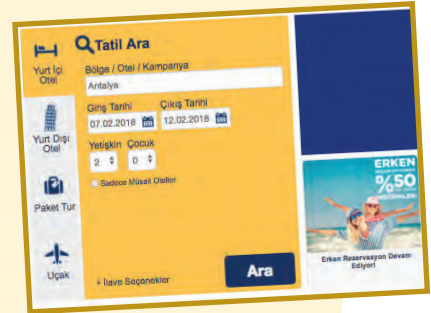 Yurt İçi
Otel
Yurt Dışı
Otel
Paket Tur
Uçak
Tatil Ara
Bölge / Otel / Kampanya
Antalya
Giriş Tarihi Çıkış Tarihi
07.02.2018 12.02.2018
Yetişkin Çocuk
2 0
Sadece Müsait Oteller
+ İlave Seçenekler
Ara
ERKEN
%50
Erken Rezervasyon Devam
Ediyor!